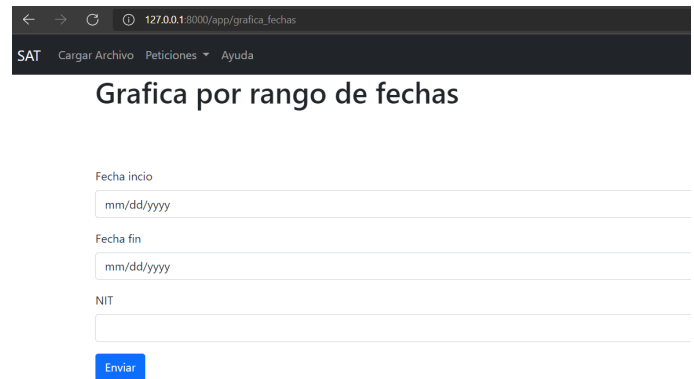 127.0.0.1:8000/app/grafica_fechas
SAT Cargar Archivo Peticiones Ayuda
Grafica por rango de fechas
Fecha incio
mm/dd/yyyy
Fecha fin
mm/dd/yyyy
NIT
Enviar